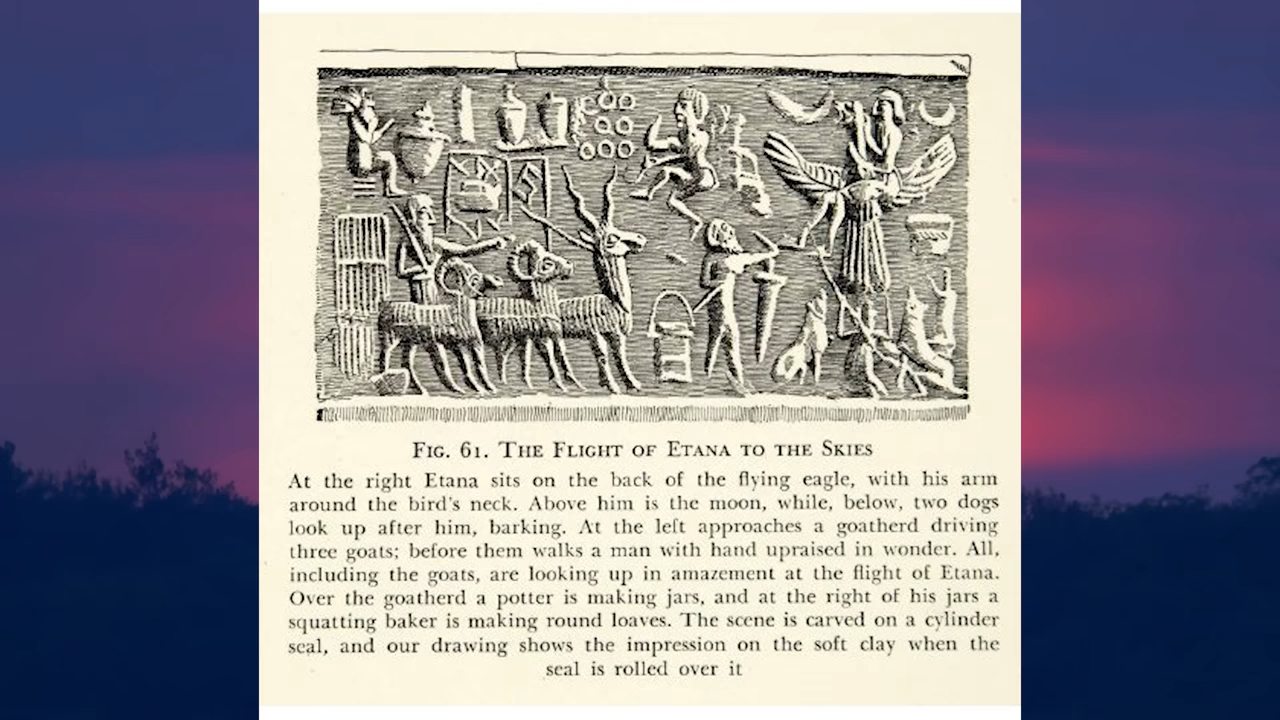 FIG. 61. THE FLIGHT OF ETANA TO THE SKIES
At the right Etana sits on the back of the flying eagle, with his arm
around the bird's neck. Above him is the moon, while, below, two dogs
look up after him, barking. At the left approaches a goatherd driving
three goats; before them walks a man with hand upraised in wonder. All,
including the goats, are looking up in amazement at the flight of Etana.
Over the goatherd a potter is making jars, and at the right of his jars a
squatting baker is making round loaves. The scene is carved on a cylinder
seal, and our drawing shows the impression on the soft clay when the
seal is rolled over it